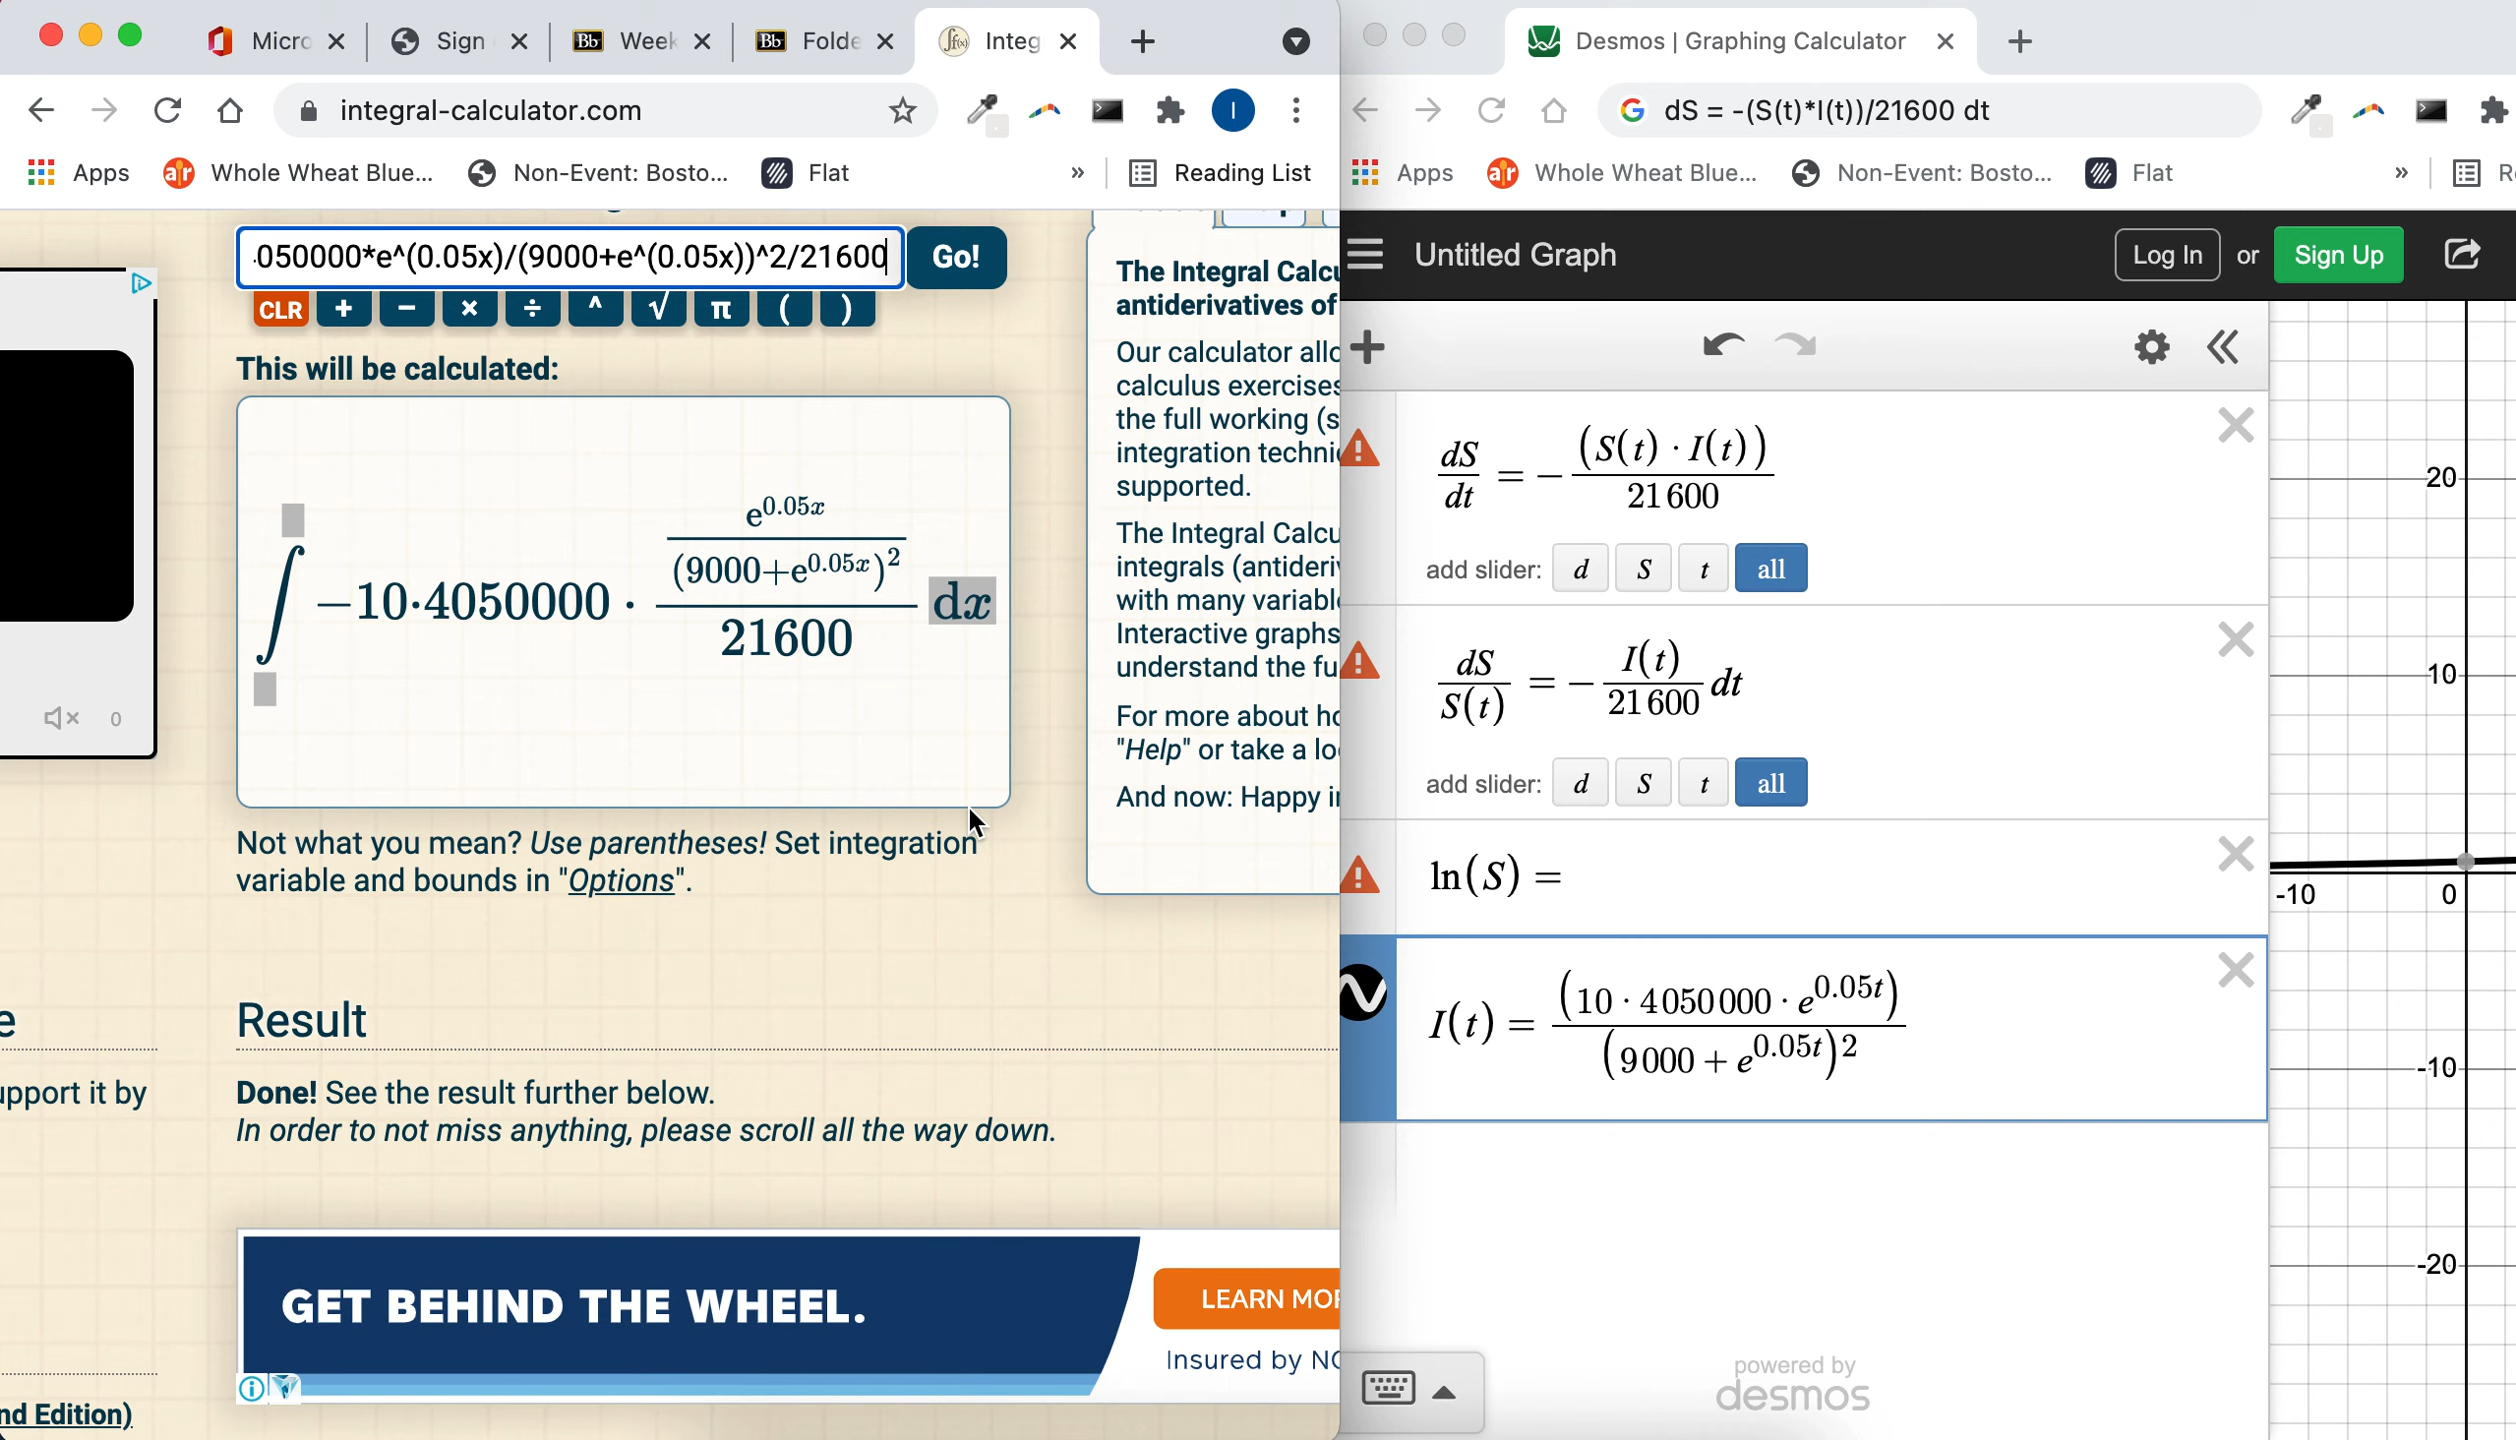 Micro
Sign
Week
Folde
Integ
integral-calculator.com
Apps
Whole Wheat Blue...
Non-Event: Bosto...
Flat
»
Reading List
·050000*e^(0.05x)/(9000+e^(0.05x))^2/21600
Go!
CLR + − × ÷ ^ √ π ( )
This will be calculated:
∫ −10·4050000 · e^0.05x / (9000+e^0.05x)^2 / 21600 dx
Not what you mean? Use parentheses! Set integration
variable and bounds in "Options".
Result
Done! See the result further below.
In order to not miss anything, please scroll all the way down.
GET BEHIND THE WHEEL.
LEARN MOR
Insured by NC
0
e
upport it by
nd Edition)
The Integral Calcu
antiderivatives of
Our calculator allo
calculus exercises
the full working (s
integration techni
supported.
The Integral Calcu
integrals (antideri
with many variable
Interactive graphs
understand the fu
For more about ho
"Help" or take a lo
And now: Happy in
Desmos | Graphing Calculator
dS = -(S(t)*I(t))/21600 dt
Apps
Whole Wheat Blue...
Non-Event: Bosto...
Flat
»
Re
Untitled Graph
Log In or Sign Up
dS/dt = −(S(t) · I(t))/21600
add slider: d S t all
dS/S(t) = −I(t)/21600 dt
add slider: d S t all
ln(S) =
I(t) = (10 · 4050000 · e^0.05t)/(9000 + e^0.05t)^2
powered by
desmos
20
10
-10
0
-10
-20